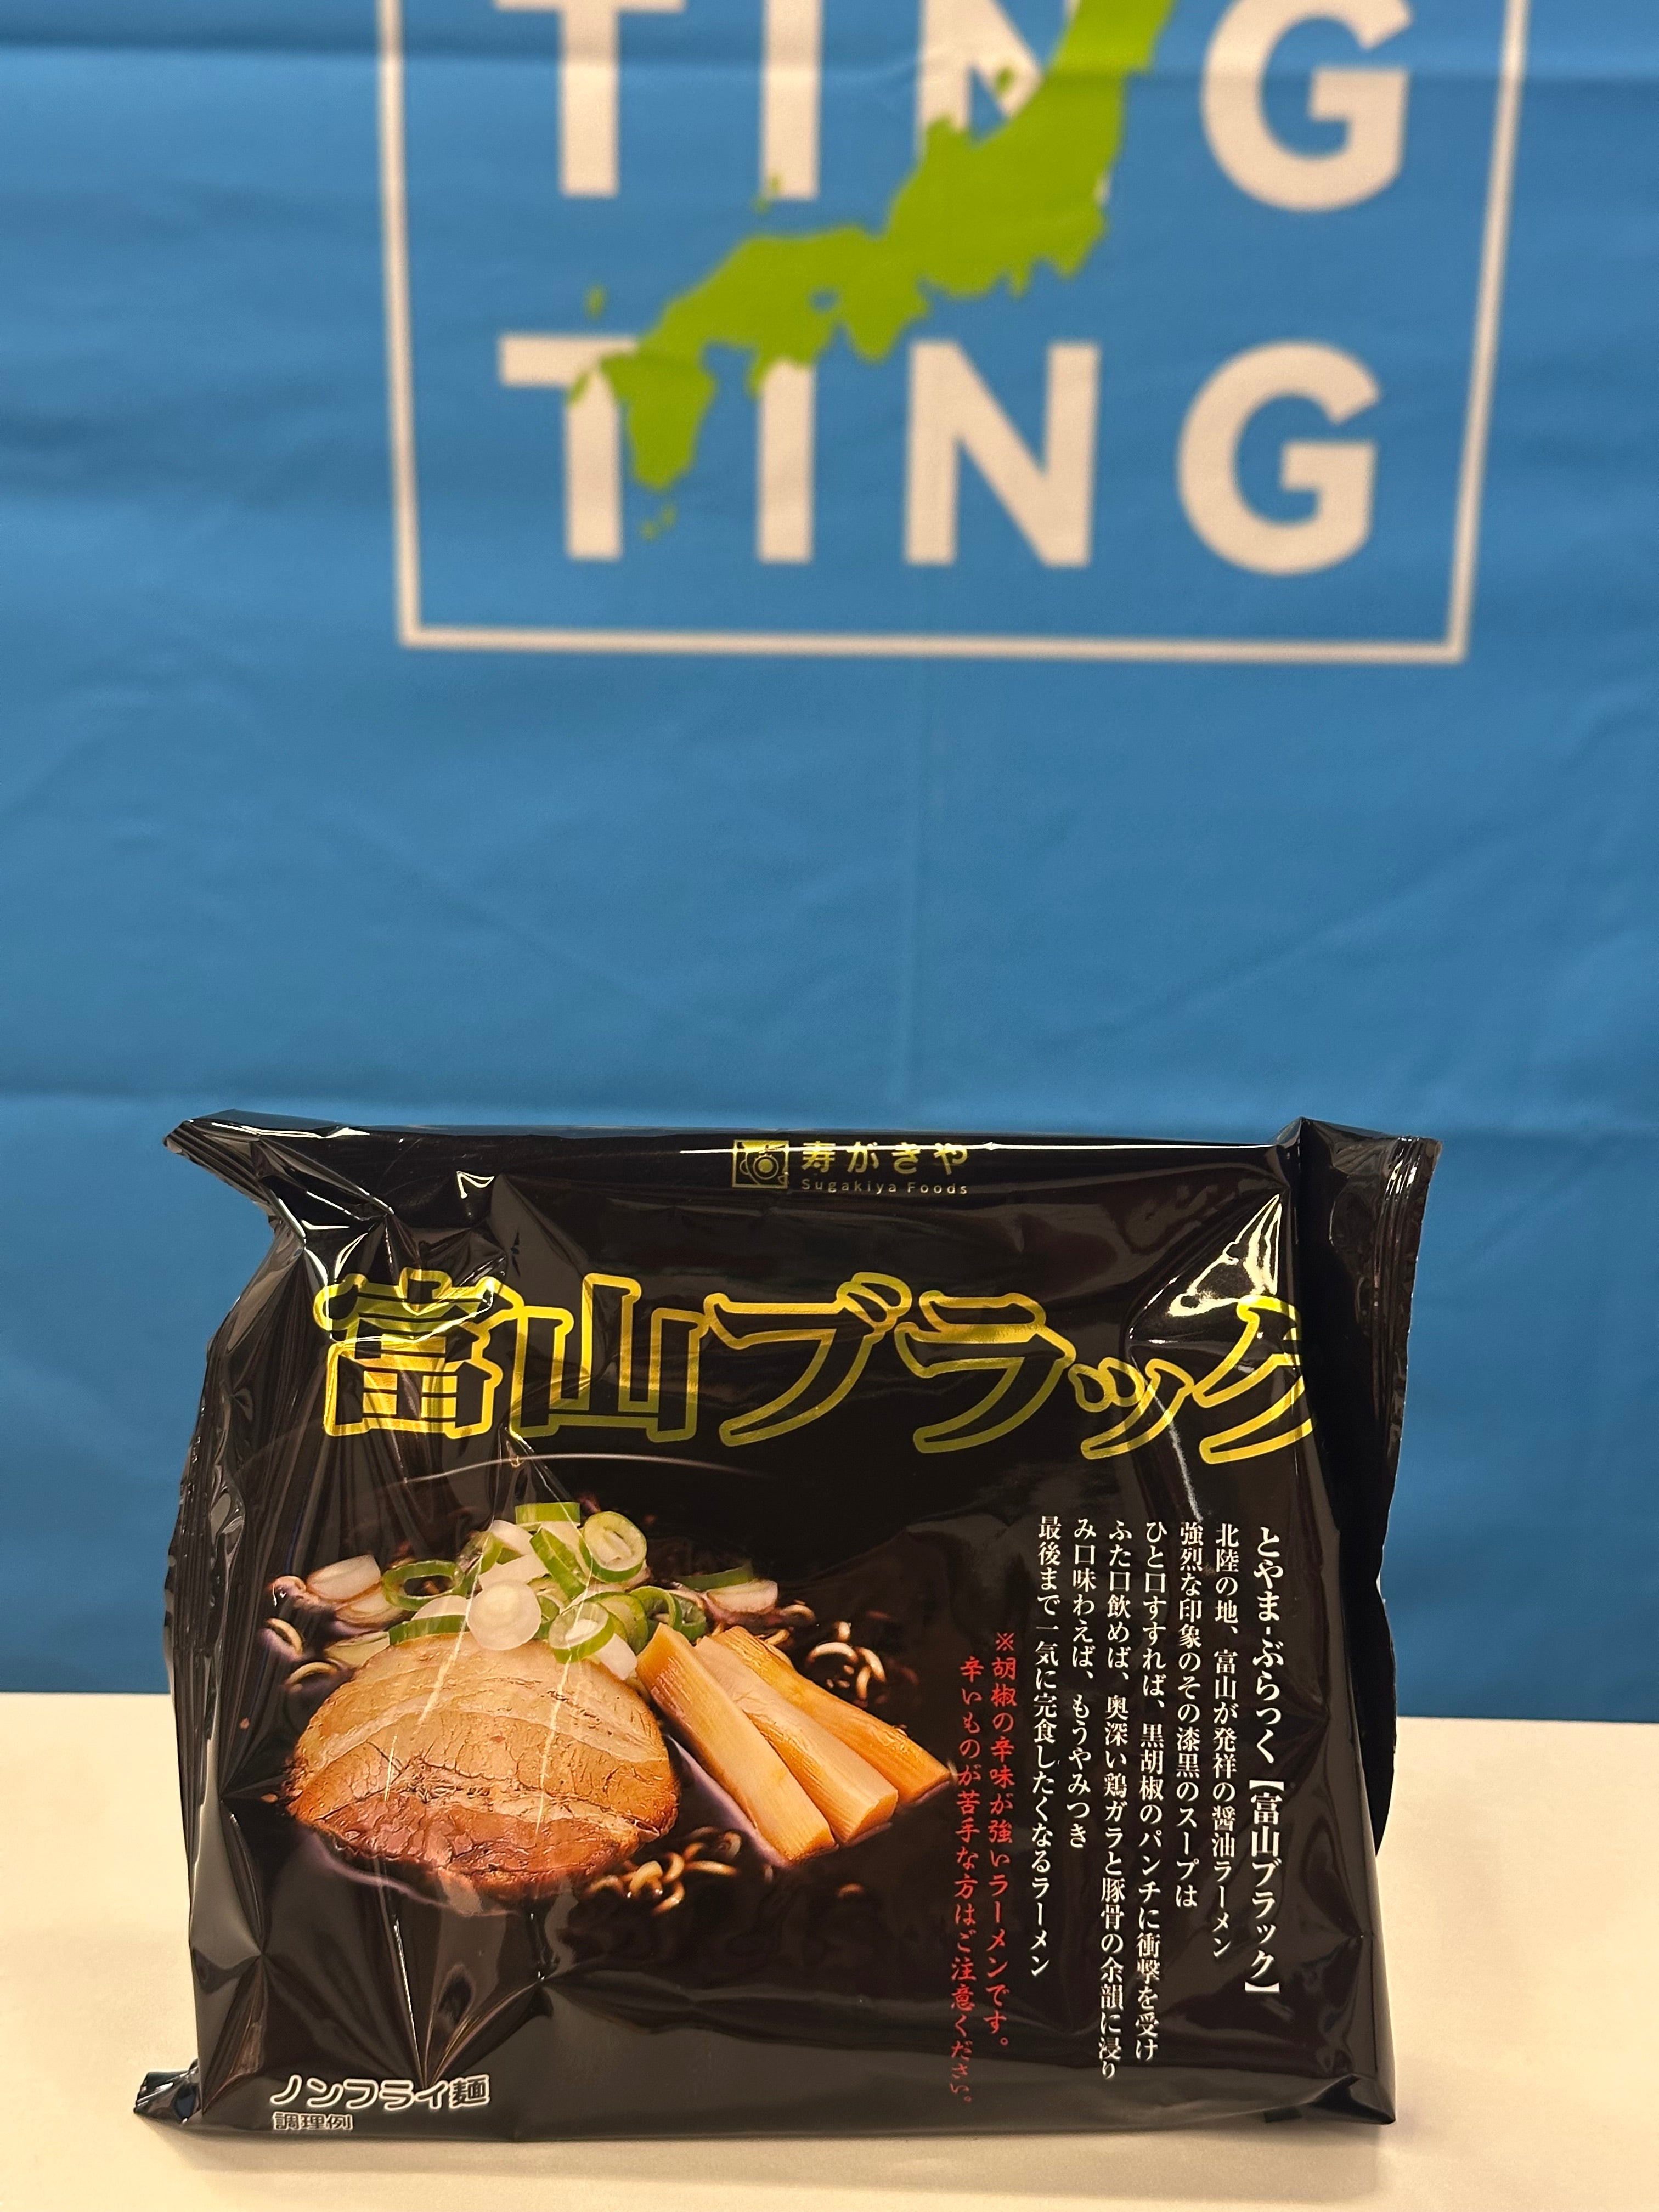 TING
TING
寿がきや
Sugakiya Foods
富山ブラック
とやま-ぶらっく【富山ブラック】
北陸の地、富山が発祥の醤油ラーメン
強烈な印象のその漆黒のスープは
ひと口すすれば、黒胡椒のパンチに衝撃を受け
ふた口飲めば、奥深い鶏ガラと豚骨の余韻に浸り
み口味わえば、もうやみつき
最後まで一気に完食したくなるラーメン
※胡椒の辛味が強いラーメンです。
辛いものが苦手な方はご注意ください。
ノンフライ麺
調理例